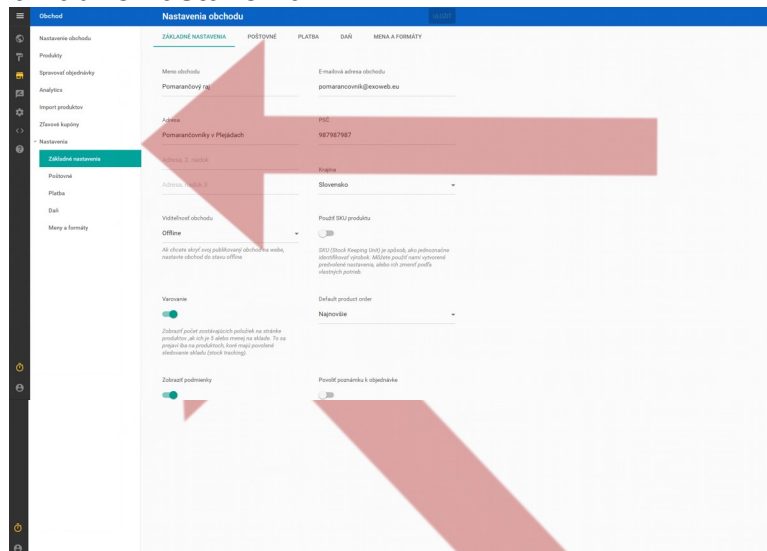 Obchod
Nastavenia obchodu
Nastavenie obchodu
Produkty
Spravovať objednávky
Analytics
Import produktov
Zľavové kupóny
Nastavenia
Základné nastavenia
Poštovné
Platba
Daň
Meny a formáty
ZÁKLADNÉ NASTAVENIA
POŠTOVNÉ
PLATBA
DAŇ
MENA A FORMÁTY
Meno obchodu
Pomarančový raj
E-mailová adresa obchodu
pomarancovnik@exoweb.eu
Adresa
Pomarančovníky v Plejádach
PSČ
987987987
Adresa, 2. riadok
Adresa, riadok 3
Krajina
Slovensko
Viditeľnosť obchodu
Offline
Ak chcete skryť svoj publikovaný obchod na webe,
nastavte obchod do stavu offline
Použiť SKU produktu
SKU (Stock Keeping Unit) je spôsob, ako jednoznačne
identifikovať výrobok. Môžete použiť nami vytvorené
predvolené nastavenia, alebo ich zmeniť podľa
vlastných potrieb.
Varovanie
Zobraziť počet zostávajúcich položiek na stránke
produktov ,ak ich je 5 alebo menej na sklade. To sa
prejaví iba na produktoch, ktoré majú povolené
sledovanie skladu (stock tracking).
Default product order
Najnovšie
Zobraziť podmienky
Povoliť poznámku k objednávke